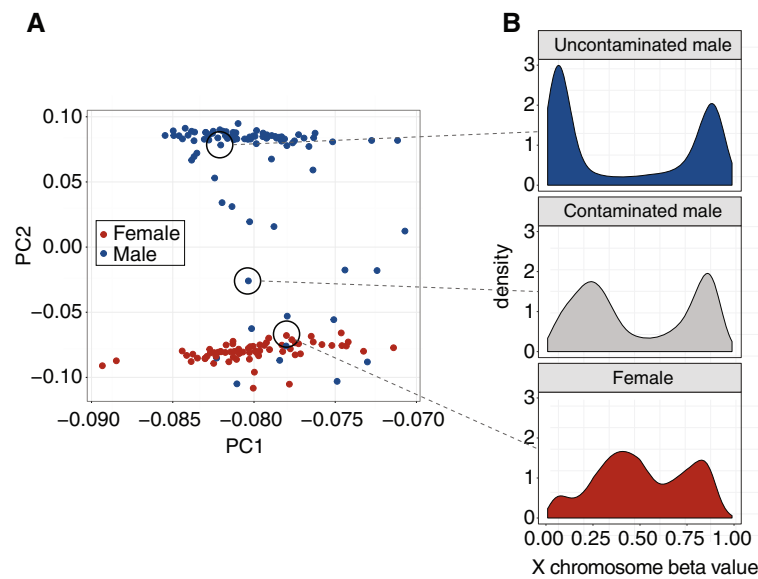 A
0.10
0.05
0.00
−0.05
−0.10
PC2
Female
Male
−0.090
−0.085
−0.080
−0.075
−0.070
PC1
B
Uncontaminated male
3
2
1
0
Contaminated male
3
2
1
0
density
Female
3
2
1
0
0.00
0.25
0.50
0.75
1.00
X chromosome beta value